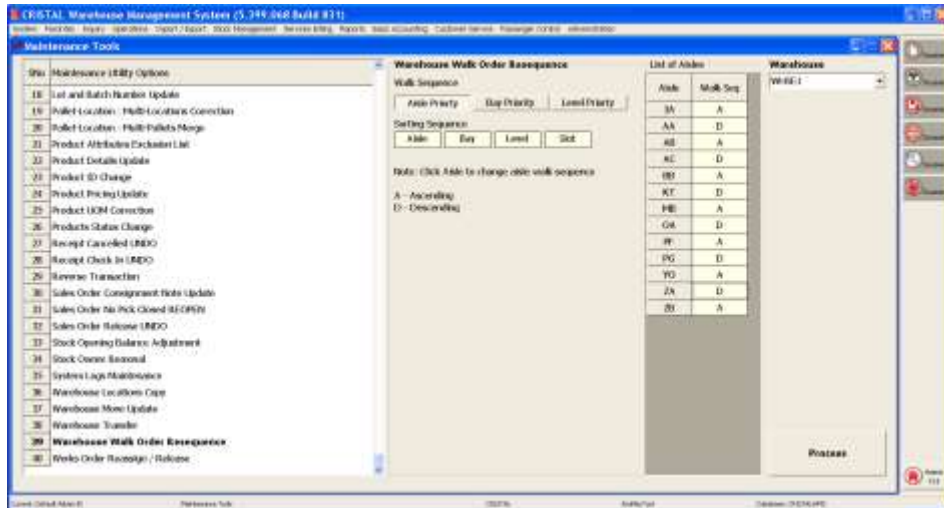 CRISTAL Warehouse Management System (5.399.068 Build 831)
Maintenance Tools
SNo Maintenance Utility Options
18 Lot and Batch Number Update
19 Pallet-Location : Multi-Locations Correction
20 Pallet-Location : Multi-Pallets Merge
21 Product Attributes Exclusion List
22 Product Details Update
23 Product ID Change
24 Product Pricing Update
25 Product UOM Correction
26 Products Status Change
27 Receipt Cancelled UNDO
28 Receipt Check In UNDO
29 Reverse Transaction
30 Sales Order Consignment Note Update
31 Sales Order No Pick Closed REOPEN
32 Sales Order Release UNDO
33 Stock Opening Balance Adjustment
34 Stock Owner Removal
35 System Logs Maintenance
36 Warehouse Locations Copy
37 Warehouse Move Update
38 Warehouse Transfer
39 Warehouse Walk Order Resequence
40 Works Order Reassign / Release
Warehouse Walk Order Resequence
Walk Sequence
Aisle Priority Bay Priority Level Priority
Sorting Sequence
Aisle Bay Level Slot
Note: Click Aisle to change aisle walk sequence
A - Ascending
D - Descending
List of Aisles
Aisle Walk Seq
A
AA D
AB A
AC D
BB A
KT D
MB A
OA D
PF A
PG D
YO A
ZA D
ZB A
Warehouse
WHSE1
Process
Maintenance Tools
CRISTAL